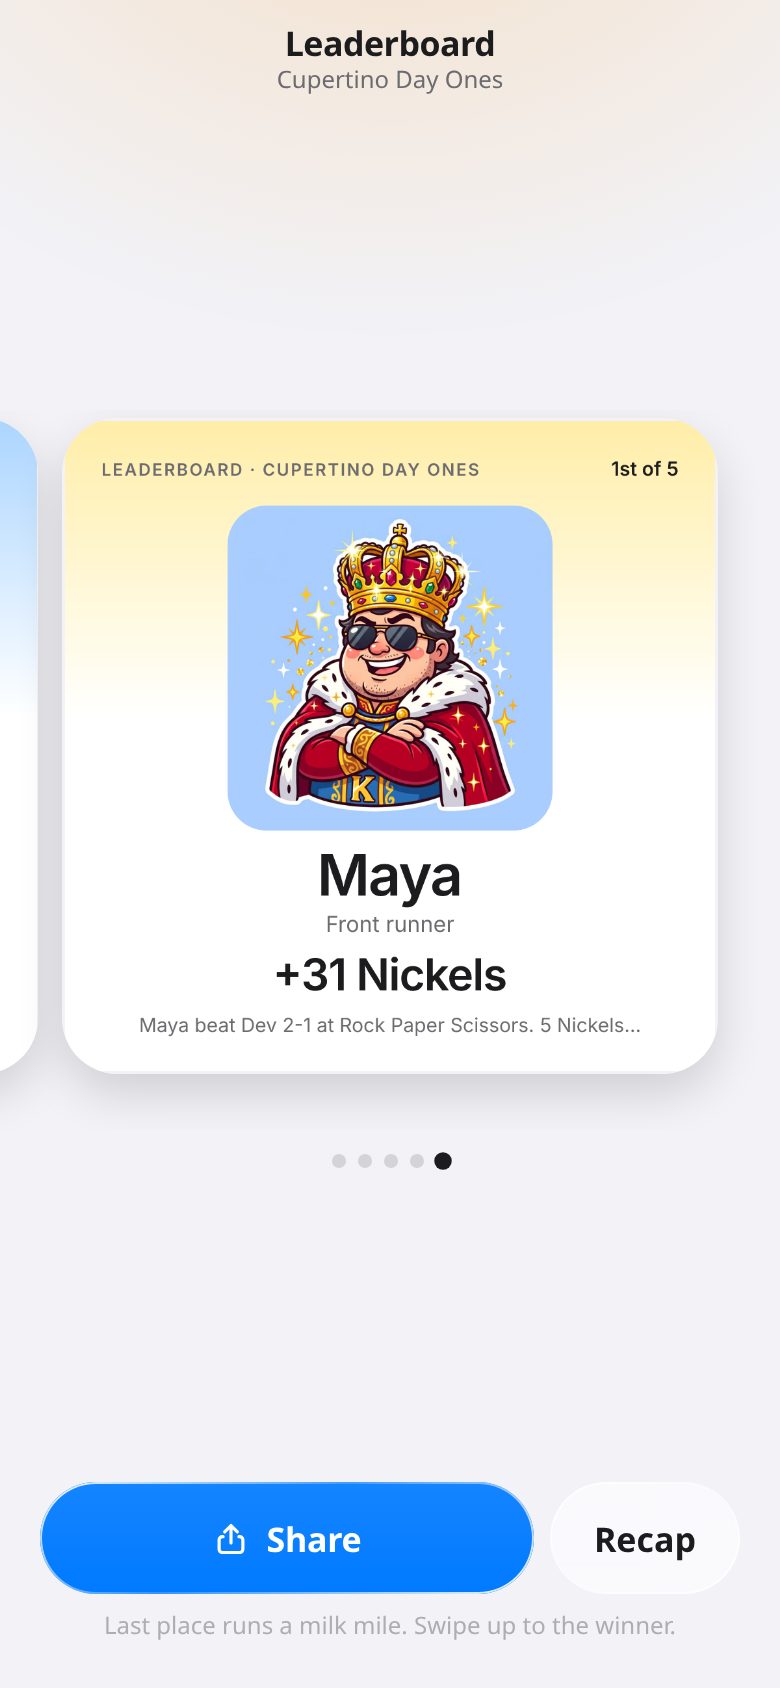 Leaderboard
Cupertino Day Ones
LEADERBOARD · CUPERTINO DAY ONES
1st of 5
K
Maya
Front runner
+31 Nickels
Maya beat Dev 2-1 at Rock Paper Scissors. 5 Nickels...
Share
Recap
Last place runs a milk mile. Swipe up to the winner.